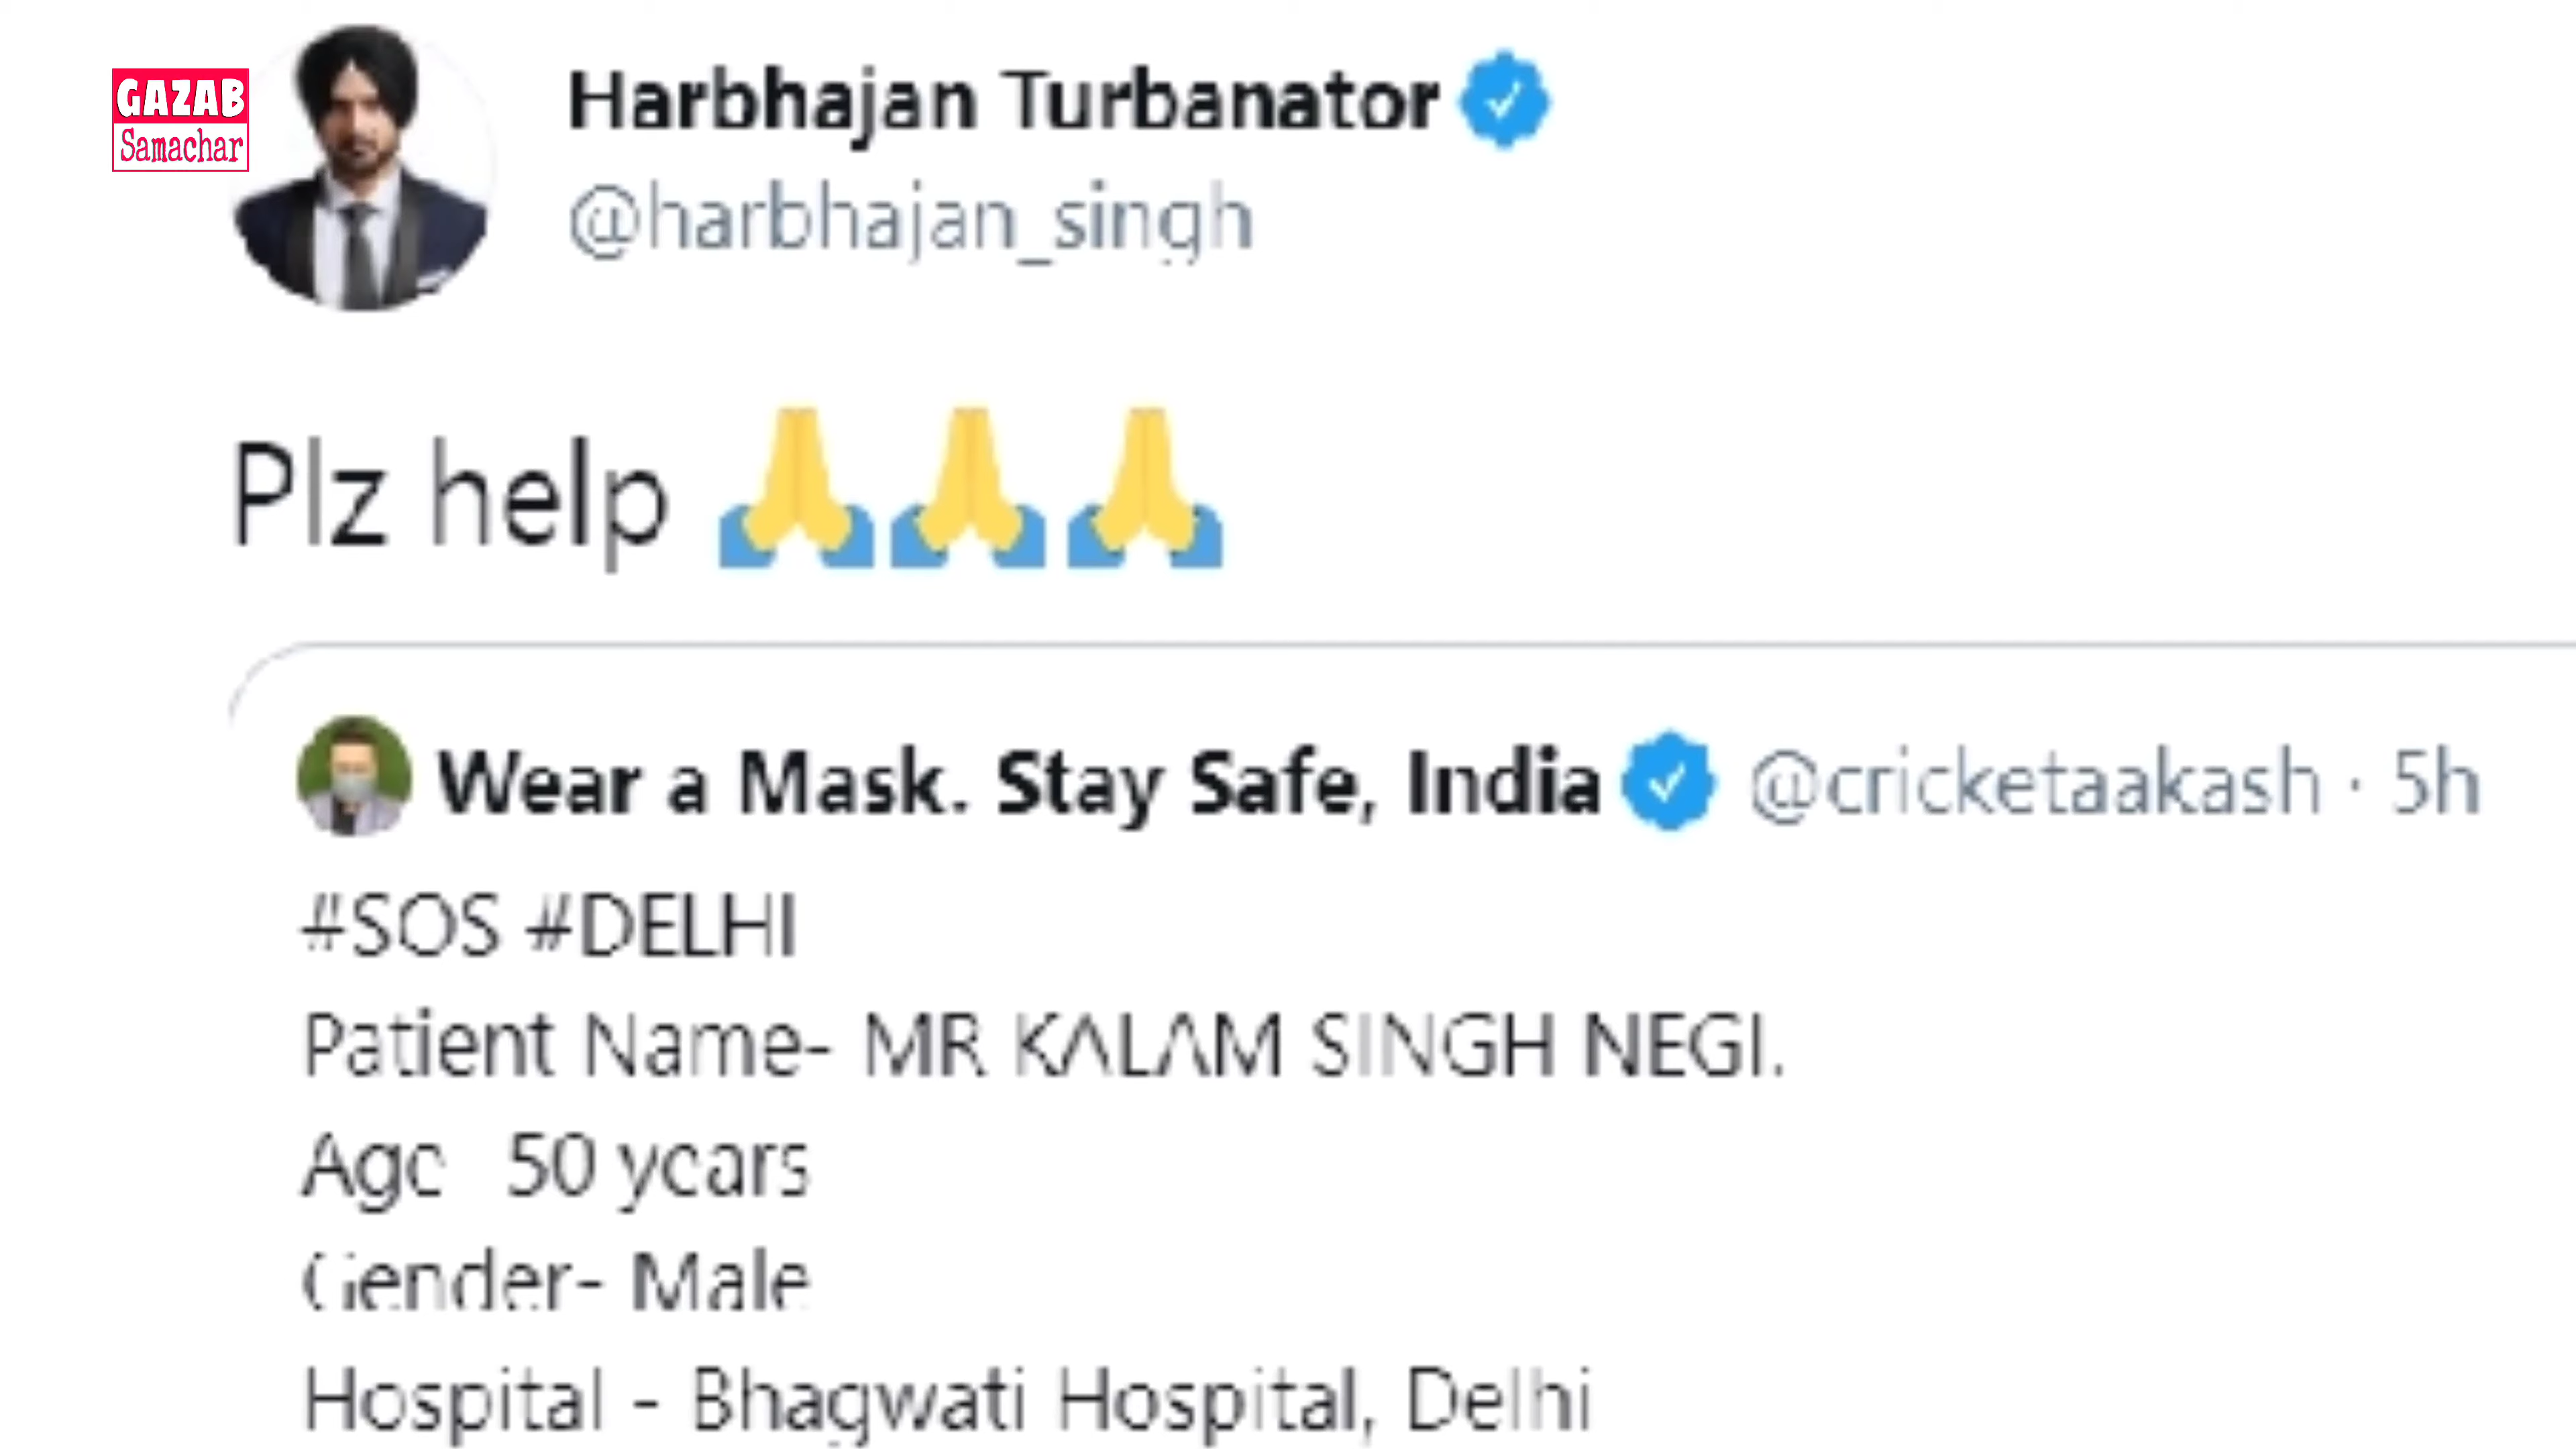 GAZAB
Samachar
Harbhajan Turbanator
@harbhajan_singh
Plz help 🙏🙏🙏
Wear a Mask. Stay Safe, India @cricketaakash · 5h
#SOS #DELHI
Patient Name- MR KALAM SINGH NEGI.
Age 50 years
Gender- Male
Hospital - Bhagwati Hospital, Delhi